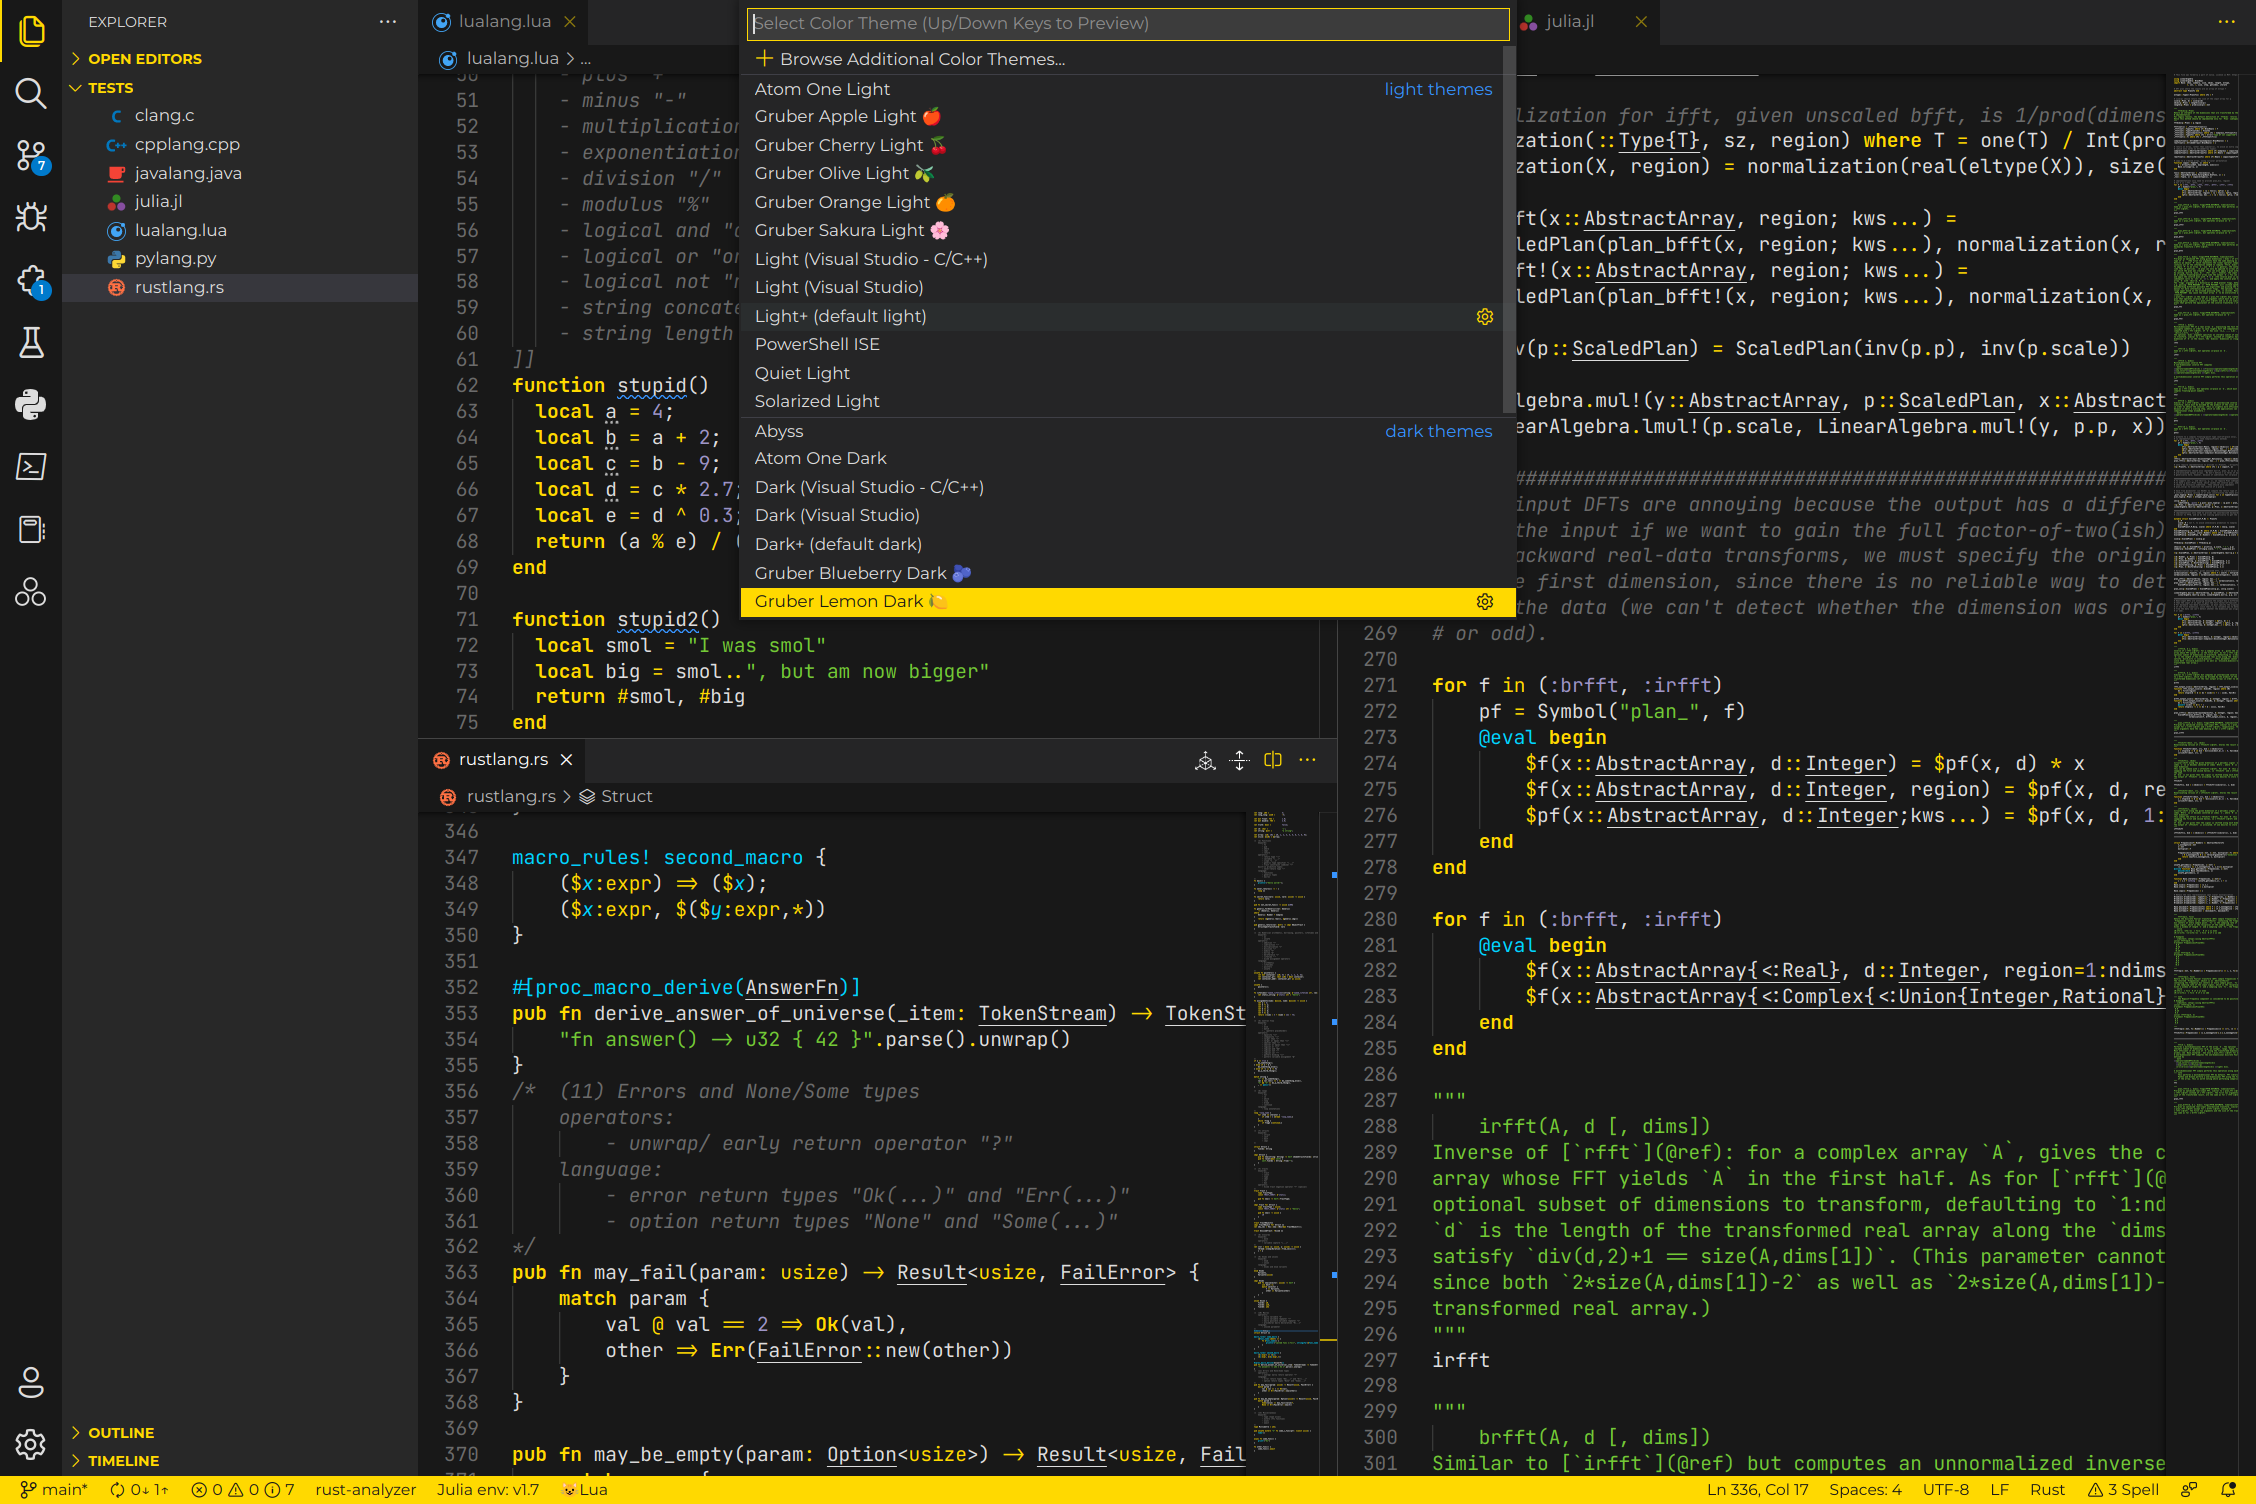 EXPLORER
OPEN EDITORS
TESTS
clang.c
cpplang.cpp
javalang.java
julia.jl
lualang.lua
pylang.py
rustlang.rs
OUTLINE
TIMELINE
7
1
lualang.lua
lualang.lua > ...
51 - minus "-"
52 - multiplication
53 - exponentiation
54 - division "/"
55 - modulus "%"
56 - logical and "
57 - logical or "or
58 - logical not "
59 - string concate
60 - string length
61 ]]
62 function stupid()
63 local a = 4;
64 local b = a + 2;
65 local c = b - 9;
66 local d = c * 2.7;
67 local e = d ^ 0.3;
68 return (a % e) / (
69 end
70
71 function stupid2()
72 local smol = "I was smol"
73 local big = smol..", but am now bigger"
74 return #smol, #big
75 end
Select Color Theme (Up/Down Keys to Preview)
+ Browse Additional Color Themes...
Atom One Light light themes
Gruber Apple Light 🍎
Gruber Cherry Light 🍒
Gruber Olive Light 🫒
Gruber Orange Light 🍊
Gruber Sakura Light 🌸
Light (Visual Studio - C/C++)
Light (Visual Studio)
Light+ (default light)
PowerShell ISE
Quiet Light
Solarized Light
Abyss dark themes
Atom One Dark
Dark (Visual Studio - C/C++)
Dark (Visual Studio)
Dark+ (default dark)
Gruber Blueberry Dark 🫐
Gruber Lemon Dark 🍋
rustlang.rs
rustlang.rs > Struct
346
347 macro_rules! second_macro {
348 ($x:expr) => ($x);
349 ($x:expr, $($y:expr,*))
350 }
351
352 #[proc_macro_derive(AnswerFn)]
353 pub fn derive_answer_of_universe(_item: TokenStream) -> TokenSt
354 "fn answer() -> u32 { 42 }".parse().unwrap()
355 }
356 /* (11) Errors and None/Some types
357 operators:
358 - unwrap/ early return operator "?"
359 language:
360 - error return types "Ok(...)" and "Err(...)"
361 - option return types "None" and "Some(...)"
362 */
363 pub fn may_fail(param: usize) -> Result<usize, FailError> {
364 match param {
365 val @ val == 2 => Ok(val),
366 other => Err(FailError::new(other))
367 }
368 }
369
370 pub fn may_be_empty(param: Option<usize>) -> Result<usize, Fail
julia.jl
lization for ifft, given unscaled bfft, is 1/prod(dimens
zation(::Type{T}, sz, region) where T = one(T) / Int(pro
zation(X, region) = normalization(real(eltype(X)), size(
ft(x::AbstractArray, region; kws...) =
ledPlan(plan_bfft(x, region; kws...), normalization(x, r
ft!(x::AbstractArray, region; kws...) =
ledPlan(plan_bfft!(x, region; kws...), normalization(x,
v(p::ScaledPlan) = ScaledPlan(inv(p.p), inv(p.scale))
lgebra.mul!(y::AbstractArray, p::ScaledPlan, x::Abstract
earAlgebra.lmul!(p.scale, LinearAlgebra.mul!(y, p.p, x))
########################################################
input DFTs are annoying because the output has a differe
the input if we want to gain the full factor-of-two(ish)
ackward real-data transforms, we must specify the origin
e first dimension, since there is no reliable way to det
the data (we can't detect whether the dimension was orig
269 # or odd).
270
271 for f in (:brfft, :irfft)
272 pf = Symbol("plan_", f)
273 @eval begin
274 $f(x::AbstractArray, d::Integer) = $pf(x, d) * x
275 $f(x::AbstractArray, d::Integer, region) = $pf(x, d, re
276 $pf(x::AbstractArray, d::Integer;kws...) = $pf(x, d, 1:
277 end
278 end
279
280 for f in (:brfft, :irfft)
281 @eval begin
282 $f(x::AbstractArray{<:Real}, d::Integer, region=1:ndims
283 $f(x::AbstractArray{<:Complex{<:Union{Integer,Rational}
284 end
285 end
286
287 """
288 irfft(A, d [, dims])
289 Inverse of [`rfft`](@ref): for a complex array `A`, gives the c
290 array whose FFT yields `A` in the first half. As for [`rfft`](@
291 optional subset of dimensions to transform, defaulting to `1:nd
292 `d` is the length of the transformed real array along the `dims
293 satisfy `div(d,2)+1 == size(A,dims[1])`. (This parameter cannot
294 since both `2*size(A,dims[1])-2` as well as `2*size(A,dims[1])-
295 transformed real array.)
296 """
297 irfft
298
299 """
300 brfft(A, d [, dims])
301 Similar to [`irfft`](@ref) but computes an unnormalized inverse
main* 0↓ 1↑ 0 0 7 rust-analyzer Julia env: v1.7 😺Lua Ln 336, Col 17 Spaces: 4 UTF-8 LF Rust 3 Spell